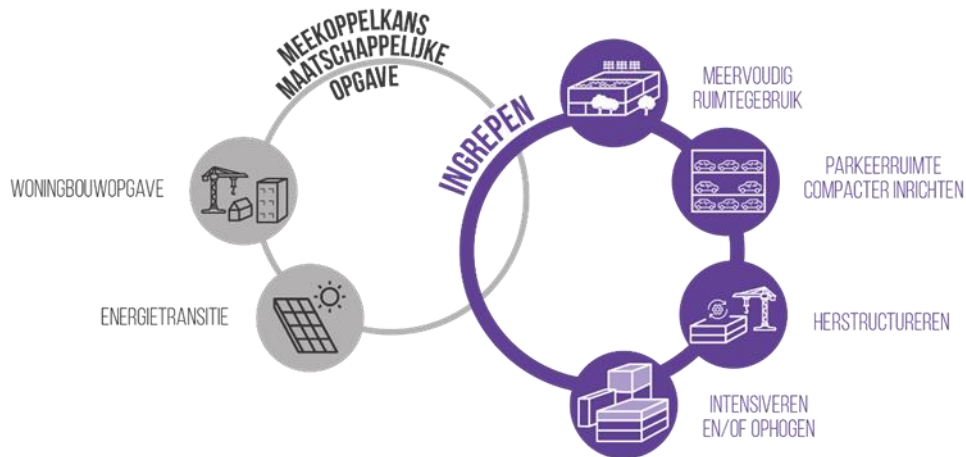 MEEKOPPELKANS
MAATSCHAPPELIJKE
OPGAVE
WONINGBOUWOPGAVE
ENERGIETRANSITIE
INGREPEN
MEERVOUDIG
RUIMTEGEBRUIK
PARKEERRUIMTE
COMPACTER INRICHTEN
HERSTRUCTUREREN
INTENSIVEREN
EN/OF OPHOGEN